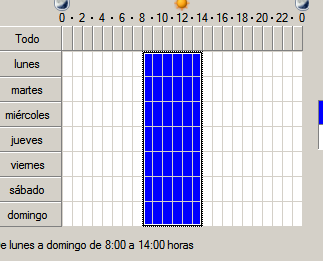 0 · 2 · 4 · 6 · 8 · 10 · 12 · 14 · 16 · 18 · 20 · 22 · 0
Todo
lunes
martes
miércoles
jueves
viernes
sábado
domingo
de lunes a domingo de 8:00 a 14:00 horas